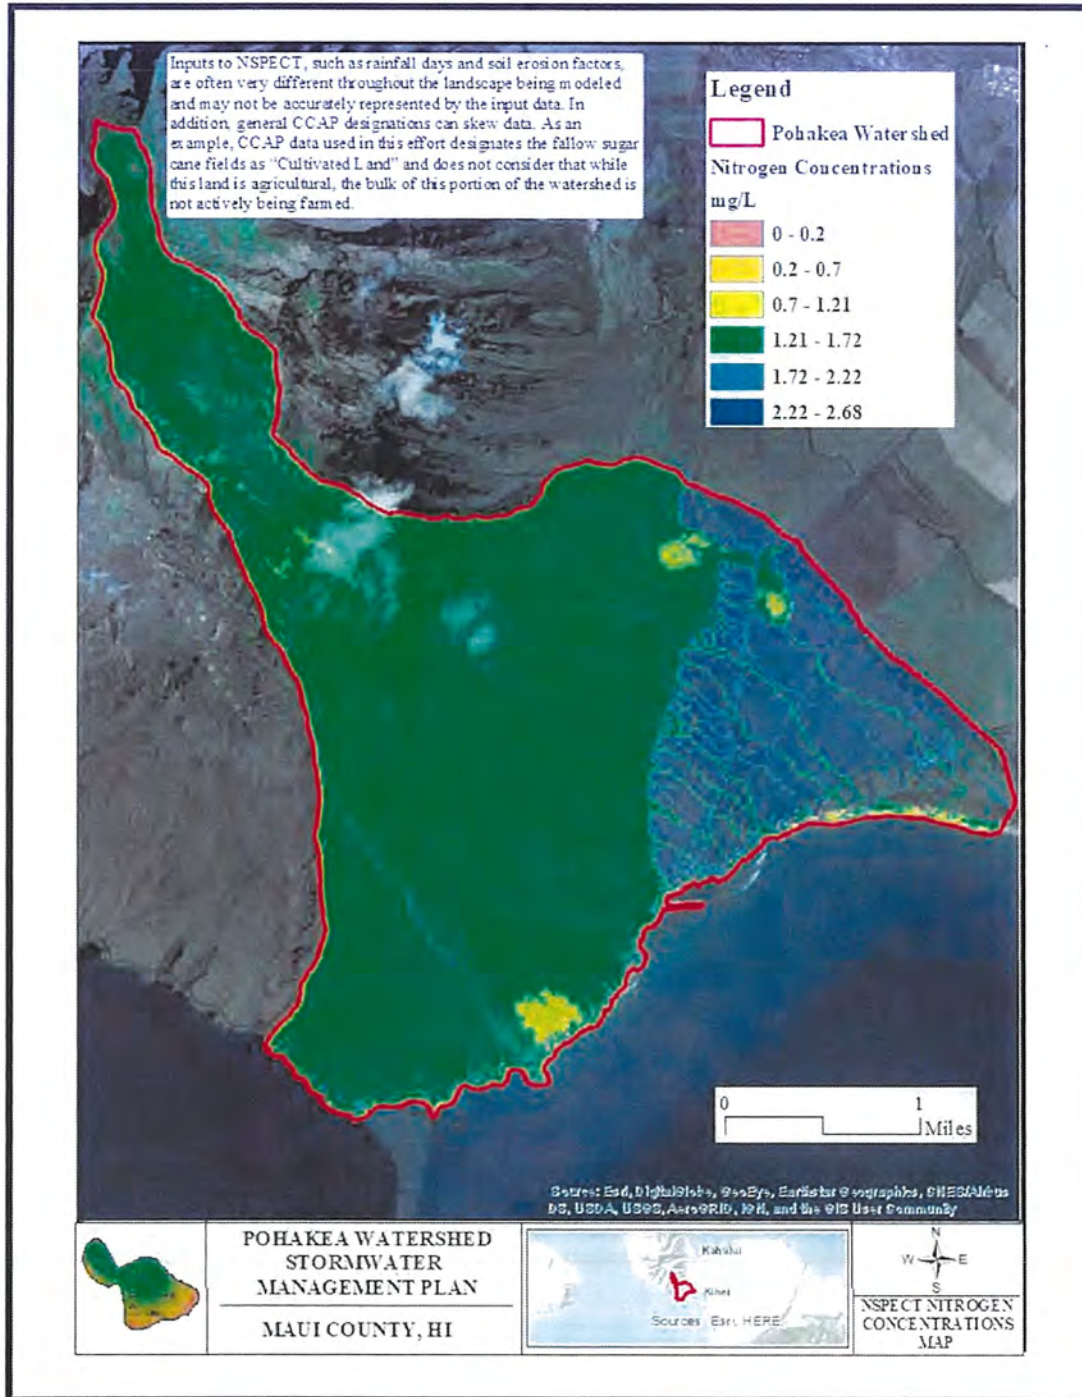 Inputs to NSPECT, such as rainfall days and soil erosion factors,
are often very different throughout the landscape being modeled
and may not be accurately represented by the input data. In
addition, general CCAP designations can skew data. As an
example, CCAP data used in this effort designates the fallow sugar
cane fields as "Cultivated Land" and does not consider that while
this land is agricultural, the bulk of this portion of the watershed is
not actively being farmed.
Legend
Pohakea Watershed
Nitrogen Concentrations
mg/L
0 - 0.2
0.2 - 0.7
0.7 - 1.21
1.21 - 1.72
1.72 - 2.22
2.22 - 2.68
0 1
Miles
Source: Esri, DigitalGlobe, GeoEye, Earthstar Geographics, CNES/Airbus
DS, USDA, USGS, AeroGRID, IGN, and the GIS User Community
POHAKEA WATERSHED
STORMWATER
MANAGEMENT PLAN
MAUI COUNTY, HI
Kahului
Kihei
Sources: Esri, HERE
N
W E
S
NSPECT NITROGEN
CONCENTRATIONS
MAP